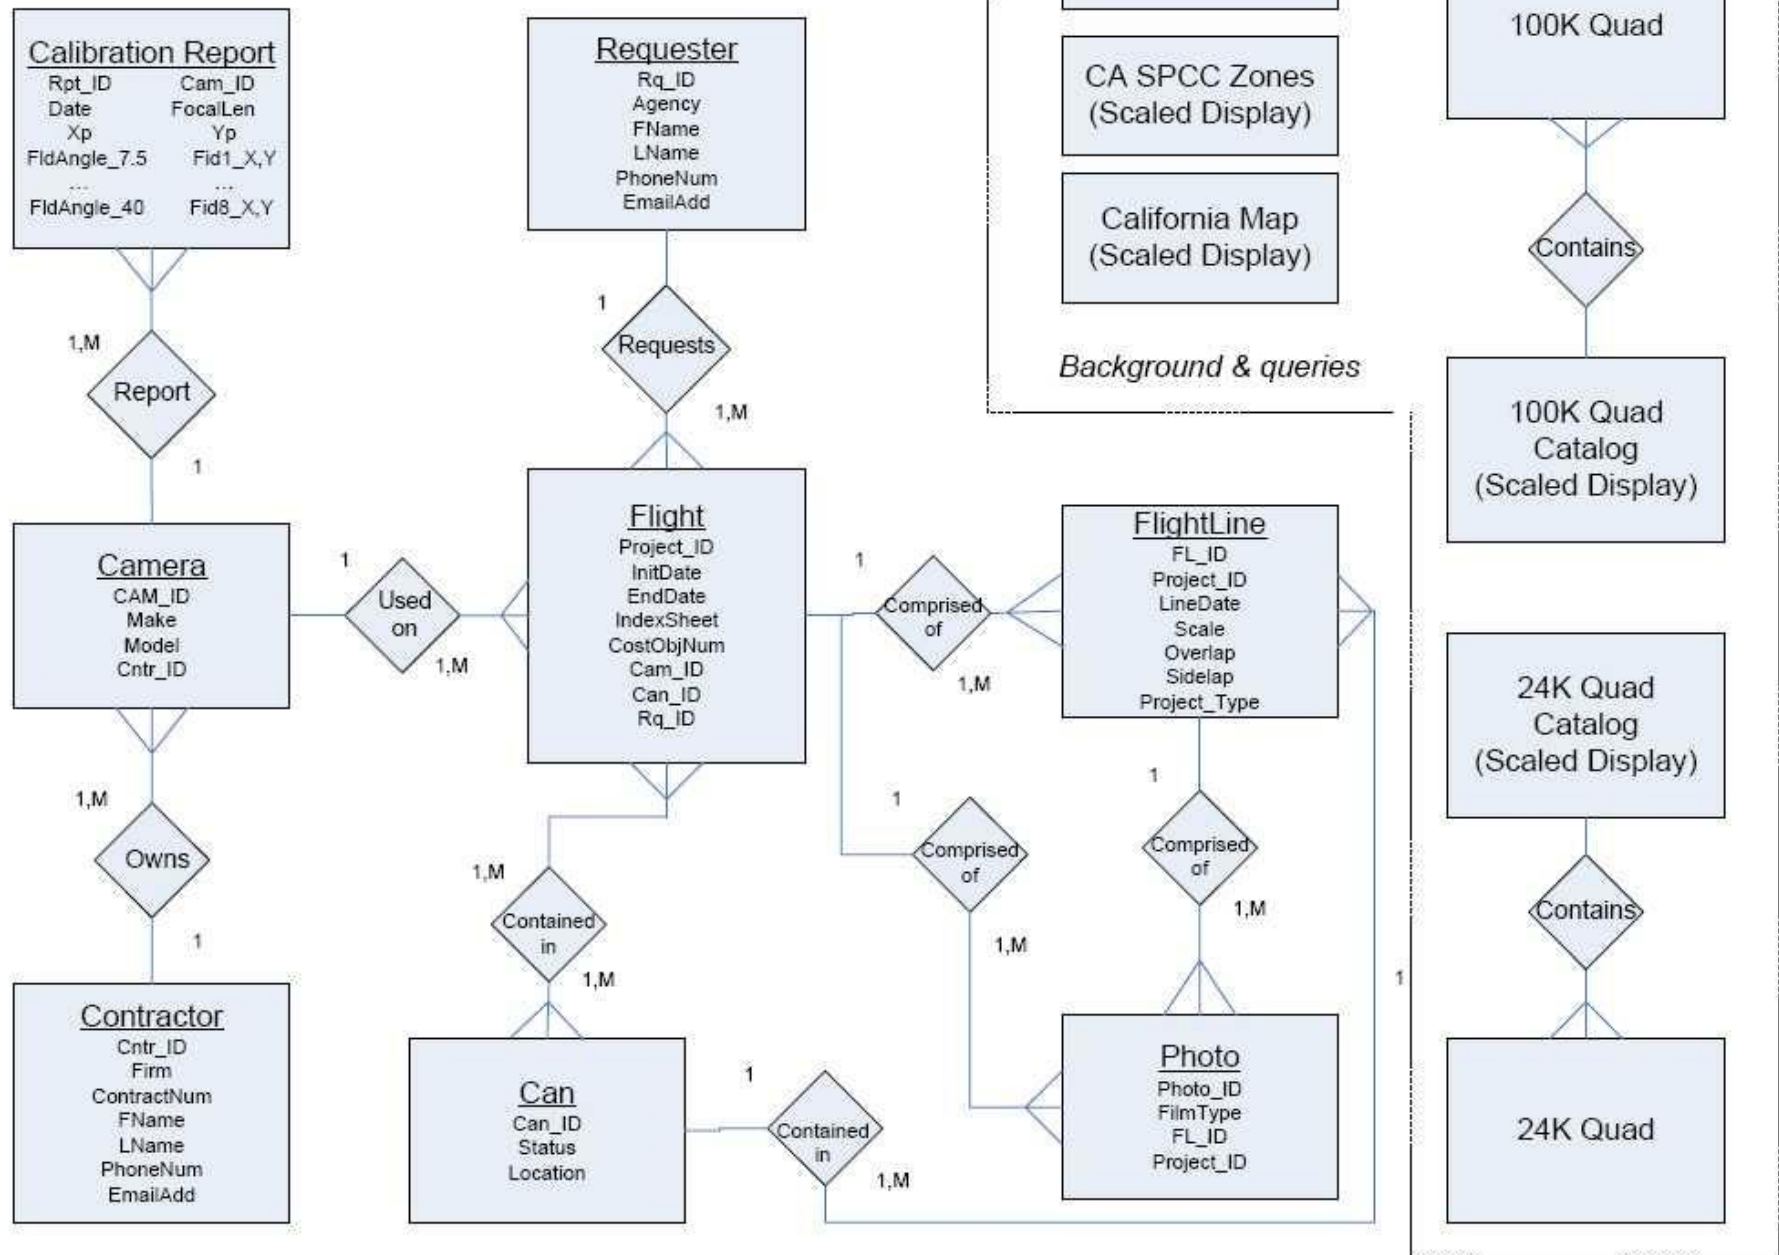 Calibration Report
Rpt_ID Cam_ID
Date FocalLen
Xp Yp
FldAngle_7.5 Fid1_X,Y
... ...
FldAngle_40 Fid8_X,Y
1,M
Report
1
Camera
CAM_ID
Make
Model
Cntr_ID
1,M
Owns
1
Contractor
Cntr_ID
Firm
ContractNum
FName
LName
PhoneNum
EmailAdd
1
Used
on
1,M
Requester
Rq_ID
Agency
FName
LName
PhoneNum
EmailAdd
1
Requests
1,M
Flight
Project_ID
InitDate
EndDate
IndexSheet
CostObjNum
Cam_ID
Can_ID
Rq_ID
1,M
Contained
in
1,M
Can
Can_ID
Status
Location
1
Contained
in
1,M
1
Comprised
of
1,M
1
Comprised
of
1,M
FlightLine
FL_ID
Project_ID
LineDate
Scale
Overlap
Sidelap
Project_Type
1
Comprised
of
1,M
Photo
Photo_ID
FilmType
FL_ID
Project_ID
1
CA SPCC Zones
(Scaled Display)
California Map
(Scaled Display)
Background & queries
100K Quad
Contains
100K Quad
Catalog
(Scaled Display)
24K Quad
Catalog
(Scaled Display)
Contains
24K Quad